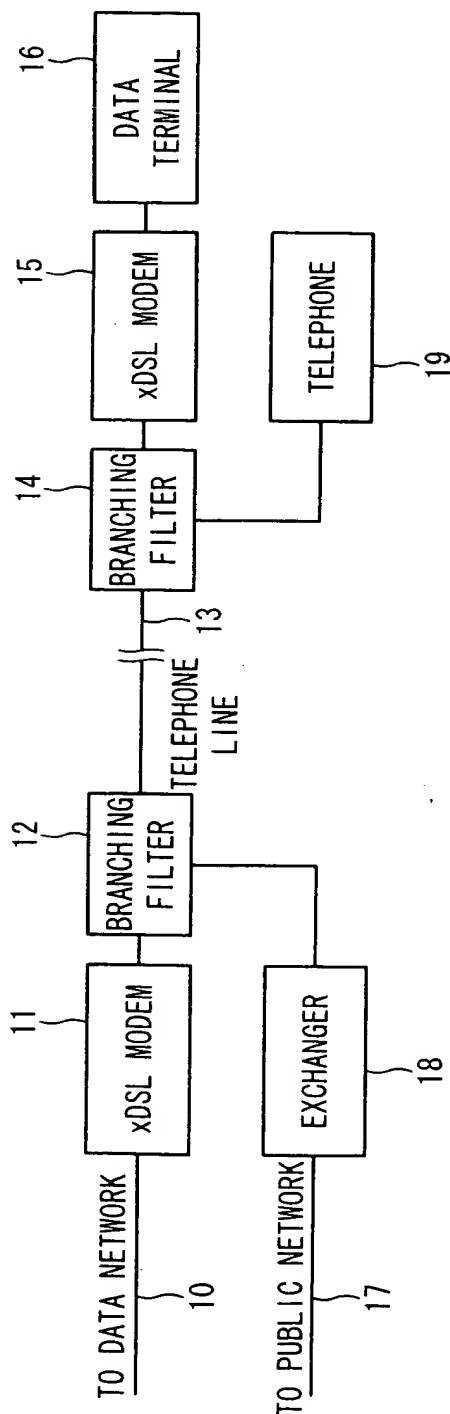 TO DATA NETWORK
10
11
xDSL MODEM
12
BRANCHING
FILTER
TELEPHONE
LINE
13
14
BRANCHING
FILTER
15
xDSL MODEM
16
DATA
TERMINAL
TO PUBLIC NETWORK
17
EXCHANGER
18
TELEPHONE
19